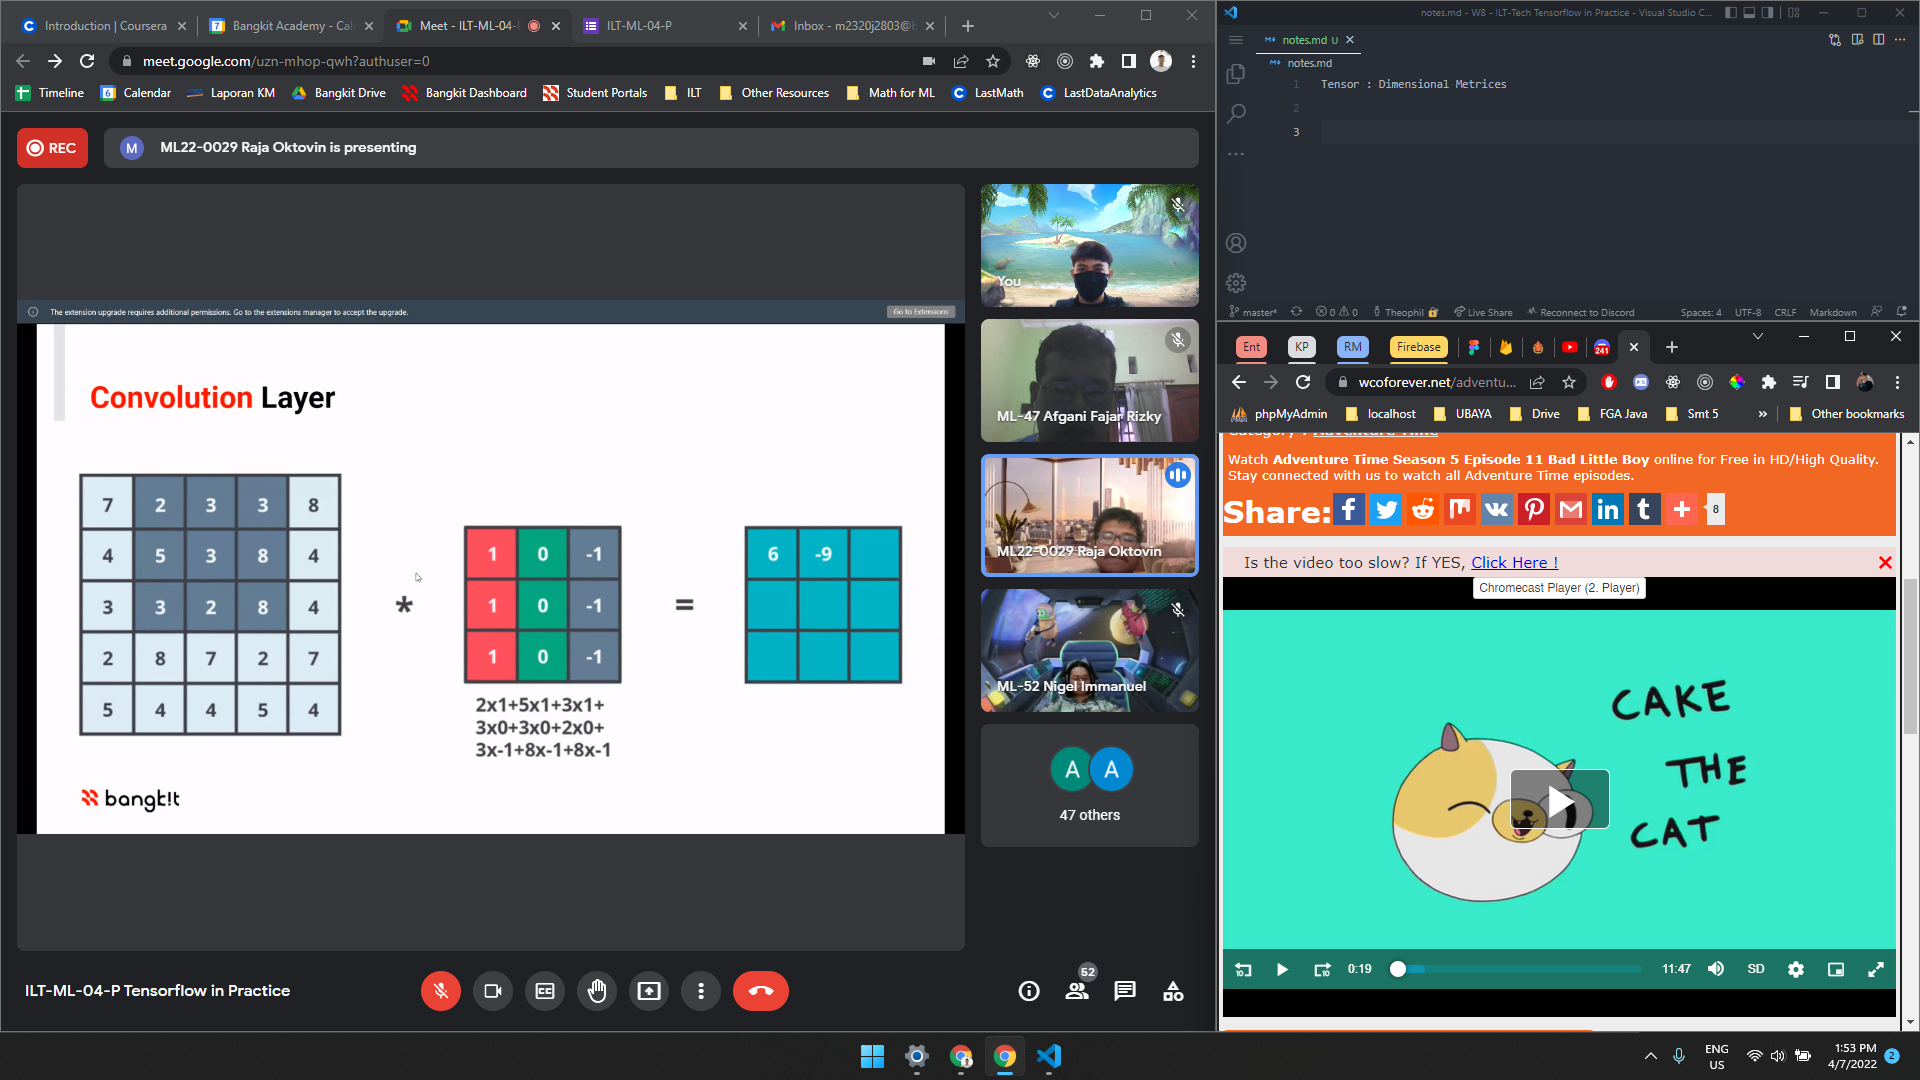 Introduction | Coursera
Bangkit Academy - Cale
Meet - ILT-ML-04-
ILT-ML-04-P
Inbox - m2320j2803@b
meet.google.com/uzn-mhop-qwh?authuser=0
Timeline
Calendar
Laporan KM
Bangkit Drive
Bangkit Dashboard
Student Portals
ILT
Other Resources
Math for ML
LastMath
LastDataAnalytics
REC
M
ML22-0029 Raja Oktovin is presenting
The extension upgrade requires additional permissions. Go to the extensions manager to accept the upgrade.
Go to Extensions
Convolution Layer
7 2 3 3 8
4 5 3 8 4
3 3 2 8 4
2 8 7 2 7
5 4 4 5 4
*
1 0 -1
1 0 -1
1 0 -1
=
6 -9
2x1+5x1+3x1+
3x0+3x0+2x0+
3x-1+8x-1+8x-1
bangk!t
You
ML-47 Afgani Fajar Rizky
ML22-0029 Raja Oktovin
ML-52 Nigel Immanuel
A A
47 others
ILT-ML-04-P Tensorflow in Practice
52
notes.md - W8 - ILT-Tech Tensorflow in Practice - Visual Studio C...
notes.md U
notes.md
1 Tensor : Dimensional Metrices
2
3
master*
0 0
Theophil
Live Share
Reconnect to Discord
Spaces: 4
UTF-8
CRLF
Markdown
Ent
KP
RM
Firebase
241
wcoforever.net/adventu...
phpMyAdmin
localhost
UBAYA
Drive
FGA Java
Smt 5
»
Other bookmarks
Category : Adventure Time
Watch Adventure Time Season 5 Episode 11 Bad Little Boy online for Free in HD/High Quality.
Stay connected with us to watch all Adventure Time episodes.
Share:
8
Is the video too slow? If YES, Click Here !
Chromecast Player (2. Player)
CAKE
THE
CAT
10
10
0:19
11:47
SD
ENG
US
1:53 PM
4/7/2022
2